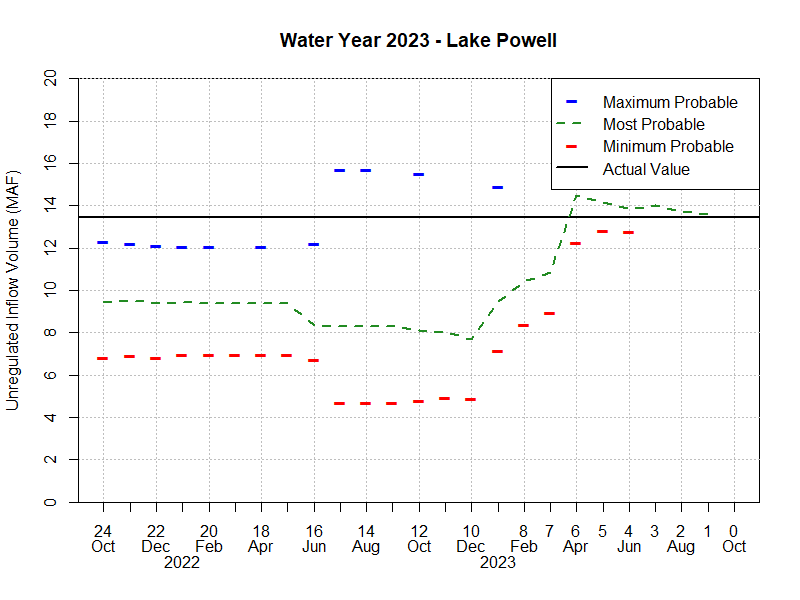 Water Year 2023 - Lake Powell
Maximum Probable
Most Probable
Minimum Probable
Actual Value
Unregulated Inflow Volume (MAF)
20
18
16
14
12
10
8
6
4
2
0
24 22 20 18 16 14 12 10 8 7 6 5 4 3 2 1 0
Oct Dec Feb Apr Jun Aug Oct Dec Feb Apr Jun Aug Oct
2022 2023